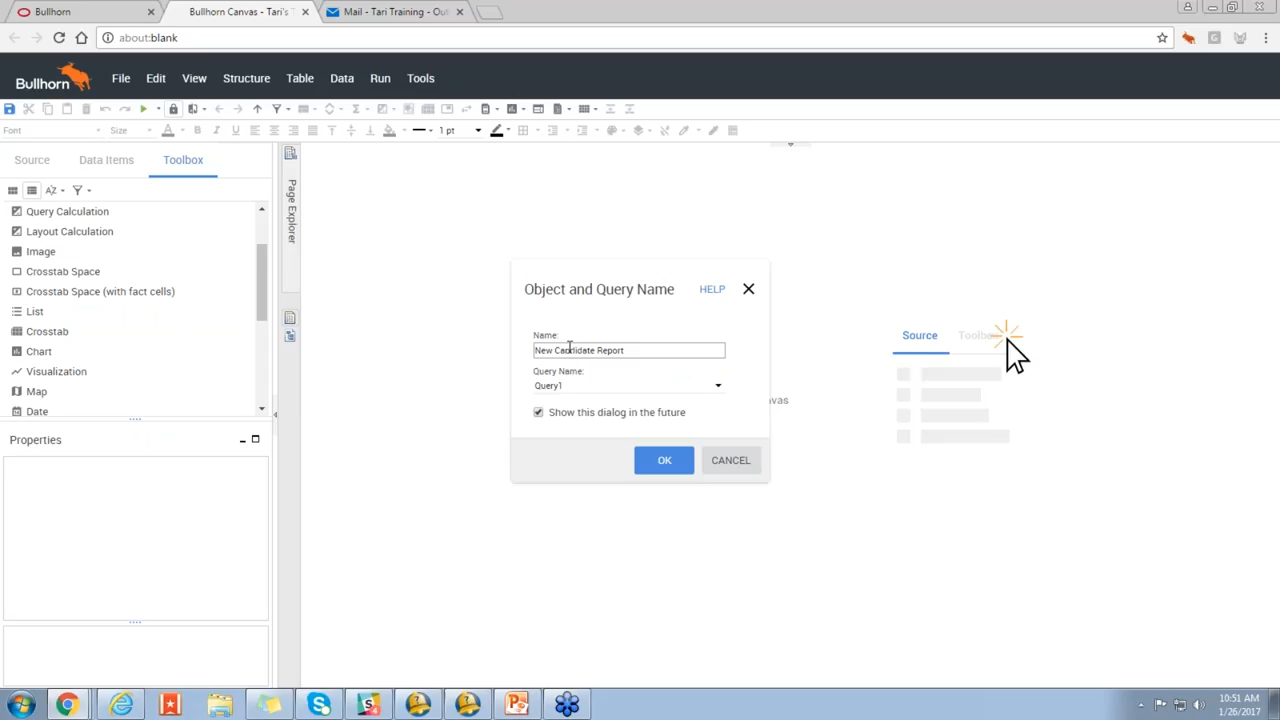 Bullhorn
Bullhorn Canvas - Tari's T
Mail - Tari Training - Out
about:blank
Bullhorn
File Edit View Structure Table Data Run Tools
Font Size 1 pt
Source Data Items Toolbox
Query Calculation
Layout Calculation
Image
Crosstab Space
Crosstab Space (with fact cells)
List
Crosstab
Chart
Visualization
Map
Date
Properties
Page Explorer
Object and Query Name HELP
Name:
New Candidate Report
Query Name:
Query1
Show this dialog in the future
OK CANCEL
Source
10:51 AM
1/26/2017